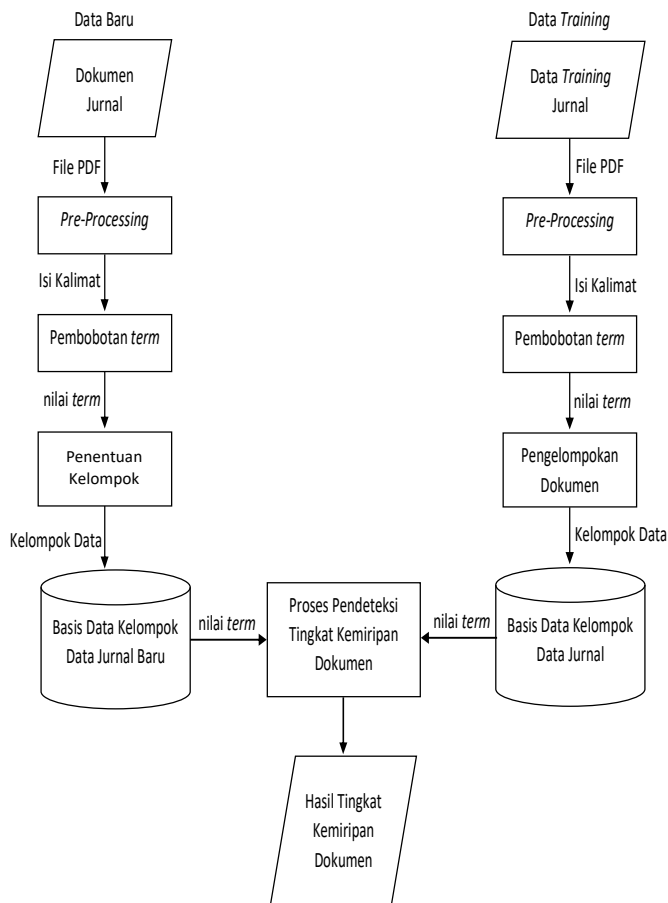 Data Baru
Dokumen
Jurnal
File PDF
Pre-Processing
Isi Kalimat
Pembobotan term
nilai term
Penentuan
Kelompok
Kelompok Data
Basis Data Kelompok
Data Jurnal Baru
nilai term
Data Training
Data Training
Jurnal
File PDF
Pre-Processing
Isi Kalimat
Pembobotan term
nilai term
Pengelompokan
Dokumen
Kelompok Data
Basis Data Kelompok
Data Jurnal
nilai term
Proses Pendeteksi
Tingkat Kemiripan
Dokumen
Hasil Tingkat
Kemiripan
Dokumen